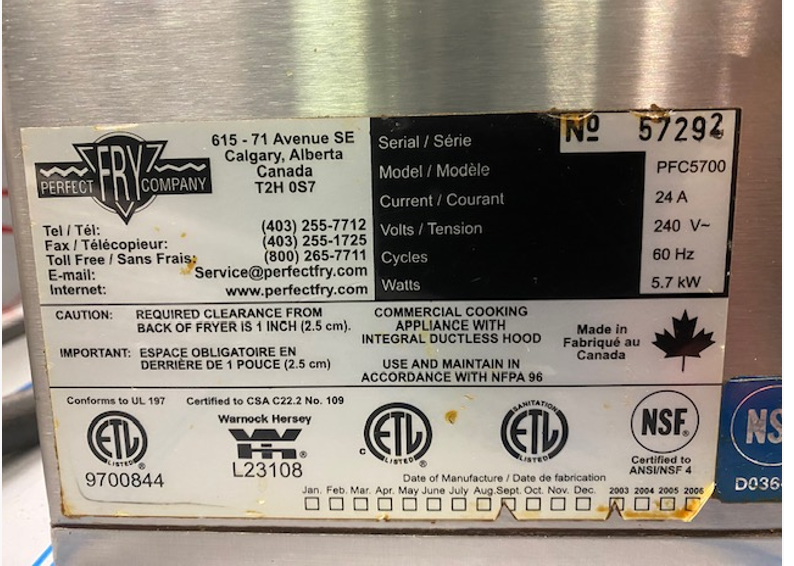 PERFECT FRY COMPANY
615 - 71 Avenue SE
Calgary, Alberta
Canada
T2H 0S7
Tel / Tél: (403) 255-7712
Fax / Télécopieur: (403) 255-1725
Toll Free / Sans Frais: (800) 265-7711
E-mail: Service@perfectfry.com
Internet: www.perfectfry.com
Serial / Série Nº 57292
Model / Modèle PFC5700
Current / Courant 24 A
Volts / Tension 240 V~
Cycles 60 Hz
Watts 5.7 kW
CAUTION: REQUIRED CLEARANCE FROM
BACK OF FRYER IS 1 INCH (2.5 cm).
IMPORTANT: ESPACE OBLIGATOIRE EN
DERRIÈRE DE 1 POUCE (2.5 cm)
COMMERCIAL COOKING
APPLIANCE WITH
INTEGRAL DUCTLESS HOOD
USE AND MAINTAIN IN
ACCORDANCE WITH NFPA 96
Made in
Fabriqué au
Canada
Conforms to UL 197
ETL LISTED ®
9700844
Certified to CSA C22.2 No. 109
Warnock Hersey
WH ®
L23108
C ETL LISTED ®
SANITATION ETL LISTED
NSF ®
Certified to
ANSI/NSF 4
Date of Manufacture / Date de fabrication
Jan. Feb. Mar. Apr. May June July Aug. Sept. Oct. Nov. Dec. 2003 2004 2005 2006
NS
D036